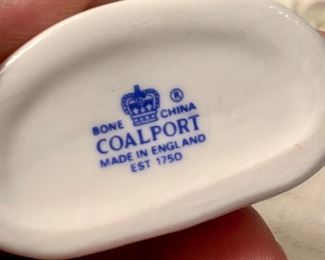 ®
BONE CHINA
COALPORT
MADE IN ENGLAND
EST 1750